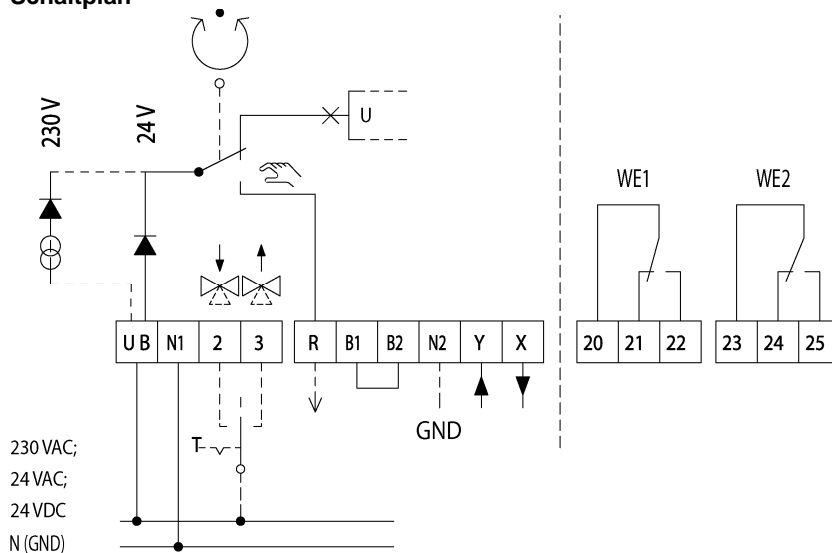 Schaltplan
230 V
24 V
U
WE1
WE2
U B N1 2 3
R B1 B2 N2 Y X
20 21 22
23 24 25
GND
T
230 VAC;
24 VAC;
24 VDC
N (GND)